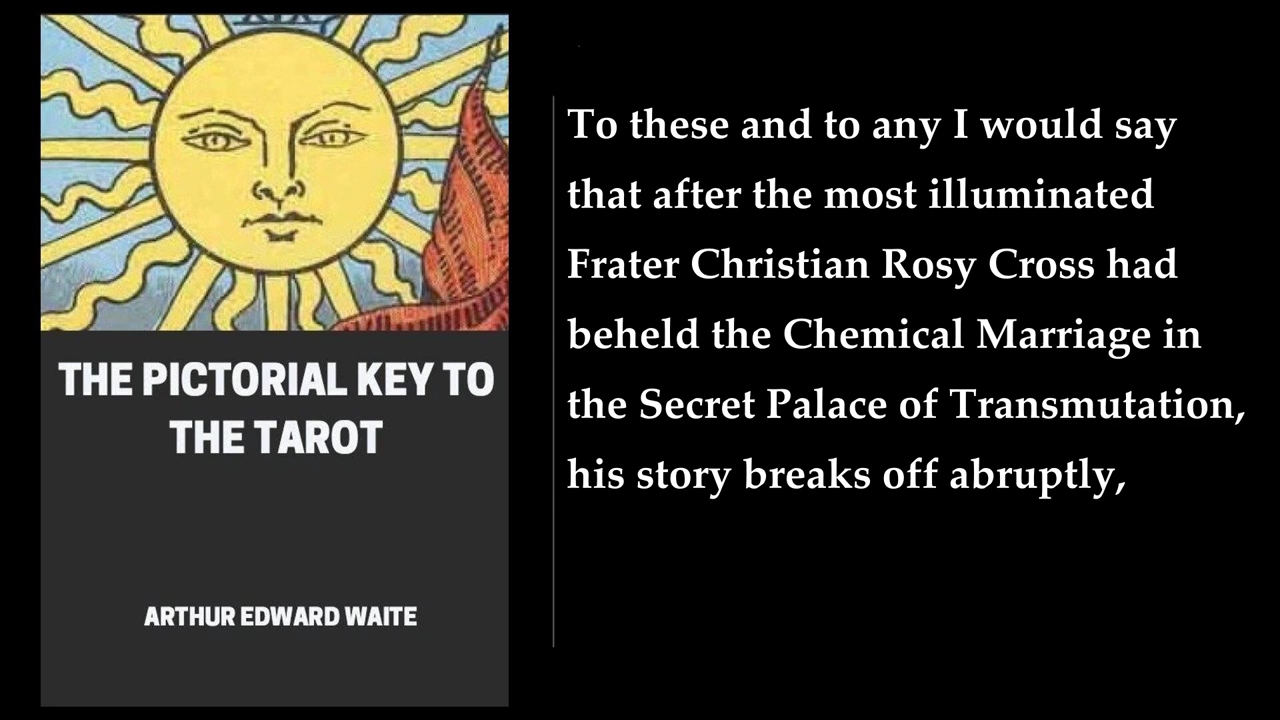 XIX
THE PICTORIAL KEY TO
THE TAROT
ARTHUR EDWARD WAITE
To these and to any I would say
that after the most illuminated
Frater Christian Rosy Cross had
beheld the Chemical Marriage in
the Secret Palace of Transmutation,
his story breaks off abruptly,